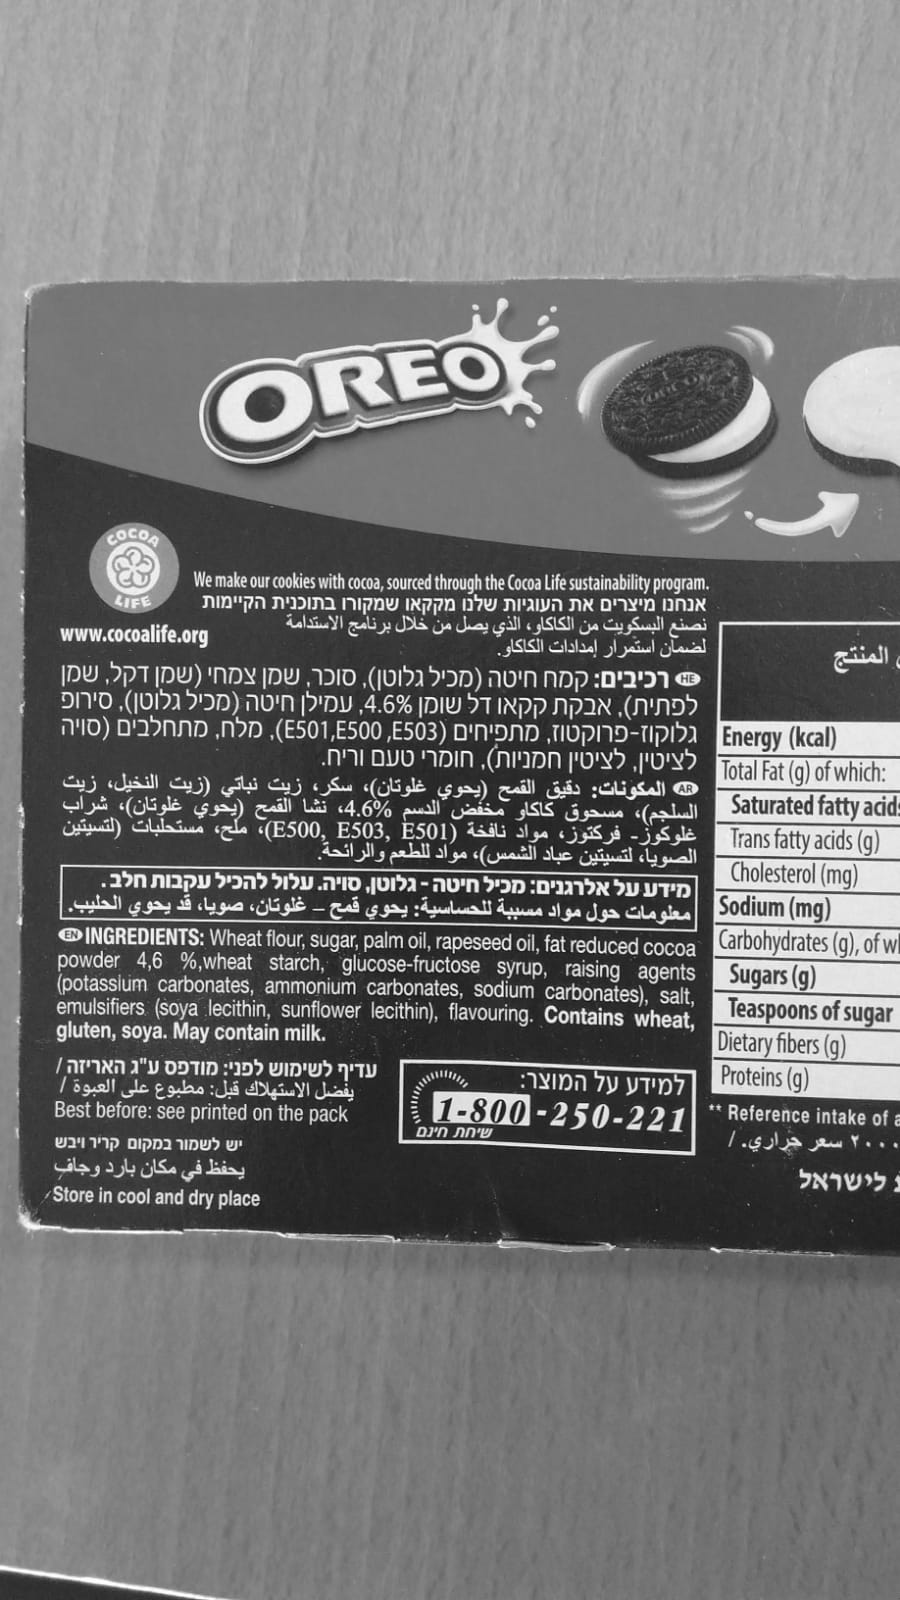 OREO
OREO
COCOA
LIFE
www.cocoalife.org
We make our cookies with cocoa, sourced through the Cocoa Life sustainability program.
אנחנו מיצרים את העוגיות שלנו מקקאו שמקורו בתוכנית הקיימות
نصنع البسكويت من الكاكاو، الذي يصل من خلال برنامج الاستدامة
لضمان استمرار إمدادات الكاكاو.
HE רכיבים: קמח חיטה (מכיל גלוטן), סוכר, שמן צמחי (שמן דקל, שמן
לפתית), אבקת קקאו דל שומן 4.6%, עמילן חיטה (מכיל גלוטן), סירופ
גלוקוז-פרוקטוז, מתפיחים (E501,E500 ,E503), מלח, מתחלבים (סויה
לציטין, לציטין חמניות), חומרי טעם וריח.
AR المكونات: دقيق القمح (يحوي غلوتان)، سكر، زيت نباتي (زيت النخيل، زيت
السلجم)، مسحوق كاكاو مخفض الدسم 4.6%، نشا القمح (يحوي غلوتان)، شراب
غلوكوز- فركتوز، مواد نافخة (E500, E503, E501)، ملح، مستحلبات (لتسيتين
الصويا، لتسيتين عباد الشمس)، مواد للطعم والرائحة.
מידע על אלרגנים: מכיל חיטה - גלוטן, סויה. עלול להכיל עקבות חלב.
معلومات حول مواد مسببة للحساسية: يحوي قمح – غلوتان، صويا، قد يحوي الحليب.
EN INGREDIENTS: Wheat flour, sugar, palm oil, rapeseed oil, fat reduced cocoa
powder 4,6 %,wheat starch, glucose-fructose syrup, raising agents
(potassium carbonates, ammonium carbonates, sodium carbonates), salt,
emulsifiers (soya lecithin, sunflower lecithin), flavouring. Contains wheat,
gluten, soya. May contain milk.
עדיף לשימוש לפני: מודפס ע"ג האריזה /
يفضل الاستهلاك قبل: مطبوع على العبوة /
Best before: see printed on the pack
יש לשמור במקום קריר ויבש
يحفظ في مكان بارد وجاف
Store in cool and dry place
למידע על המוצר:
1-800-250-221
שיחת חינם
المنتج
Energy (kcal)
Total Fat (g) of which:
Saturated fatty acids
Trans fatty acids (g)
Cholesterol (mg)
Sodium (mg)
Carbohydrates (g), of
Sugars (g)
Teaspoons of sugar
Dietary fibers (g)
Proteins (g)
** Reference intake of a
٢٠٠٠ سعر حراري. /
לישראל